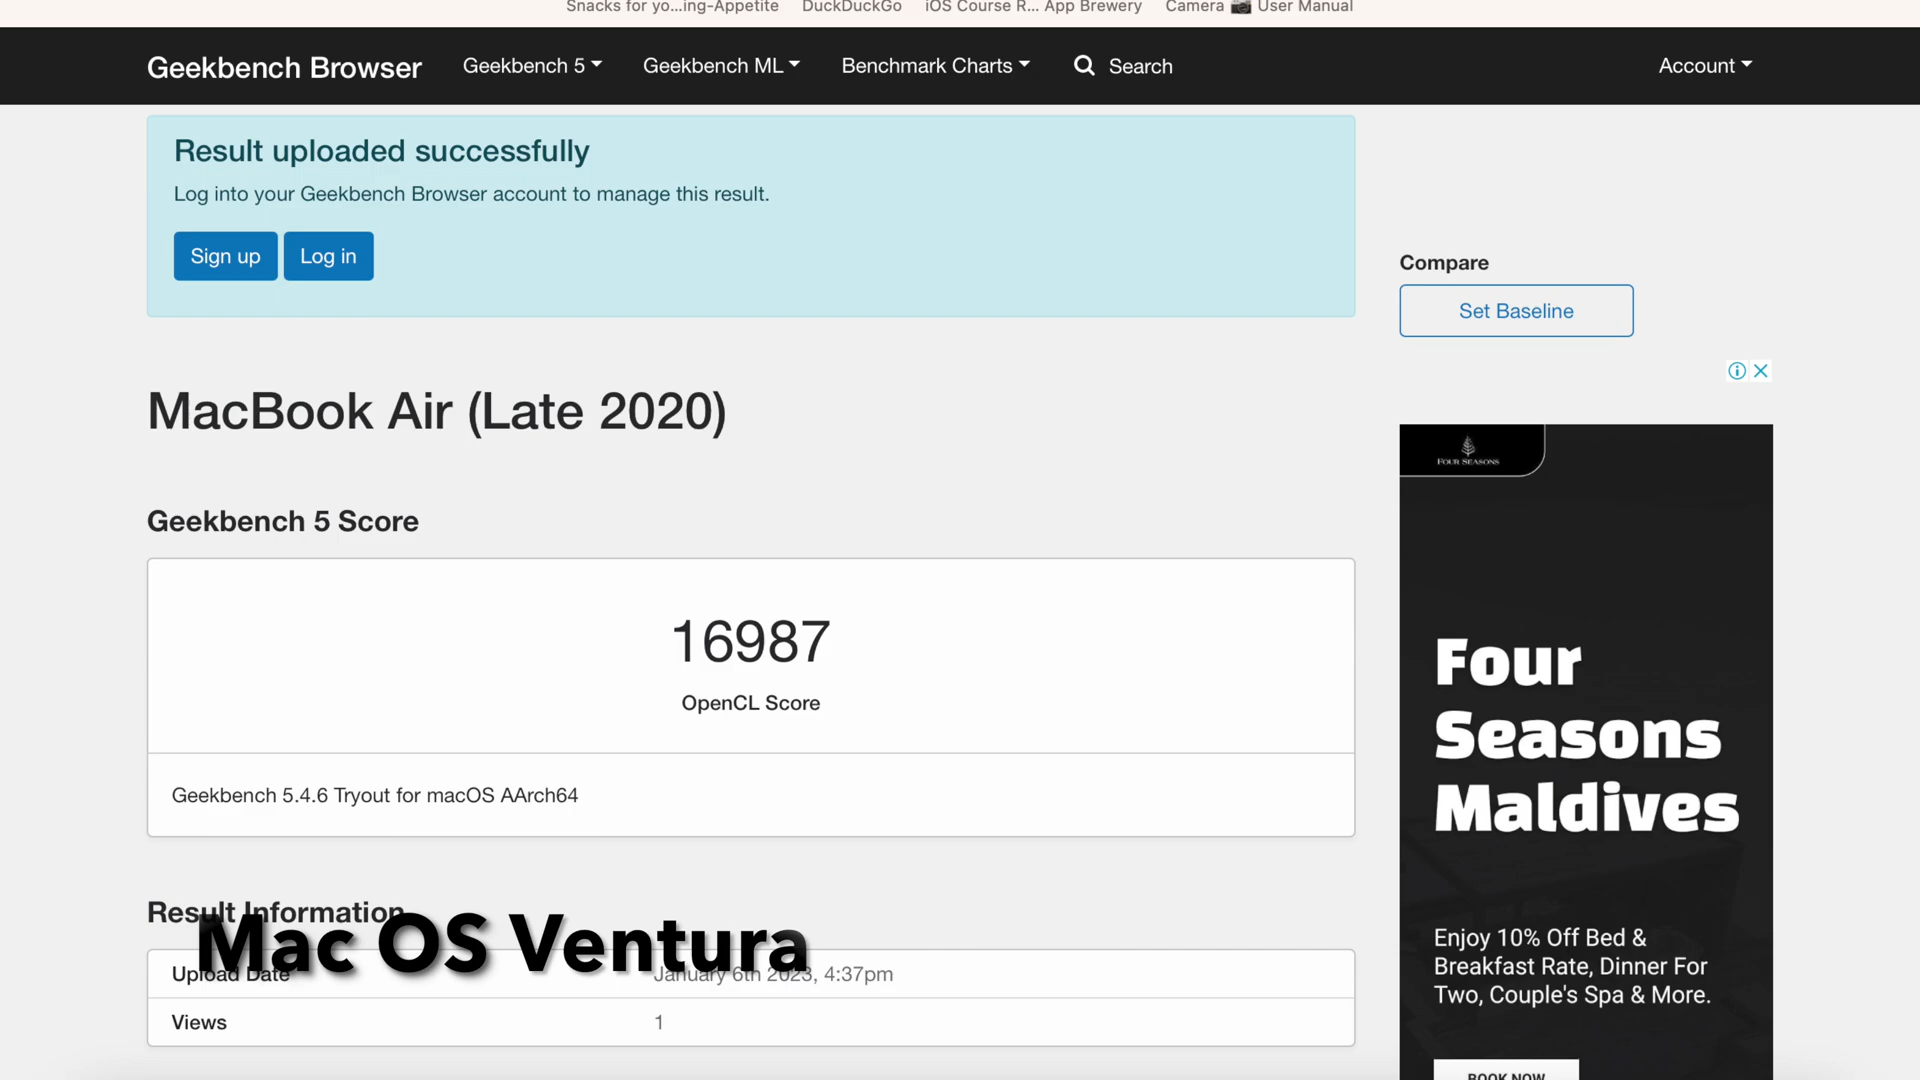 Snacks for yo...ing-Appetite DuckDuckGo iOS Course R... App Brewery Camera 📷 User Manual
Geekbench Browser Geekbench 5 Geekbench ML Benchmark Charts Search Account
Result uploaded successfully
Log into your Geekbench Browser account to manage this result.
Sign up Log in
Compare
Set Baseline
MacBook Air (Late 2020)
Geekbench 5 Score
16987
OpenCL Score
Geekbench 5.4.6 Tryout for macOS AArch64
Result Information
Mac OS Ventura
Upload Date January 6th 2023, 4:37pm
Views 1
FOUR SEASONS
Four
Seasons
Maldives
Enjoy 10% Off Bed &
Breakfast Rate, Dinner For
Two, Couple's Spa & More.
BOOK NOW